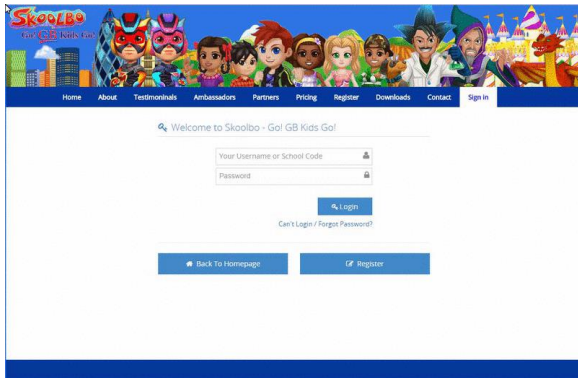 SKOOLBO
Go! GB Kids Go!
Home About Testimoninals Ambassadors Partners Pricing Register Downloads Contact Sign in
Welcome to Skoolbo - Go! GB Kids Go!
Your Username or School Code
Password
Login
Can't Login / Forgot Password?
Back To Homepage Register